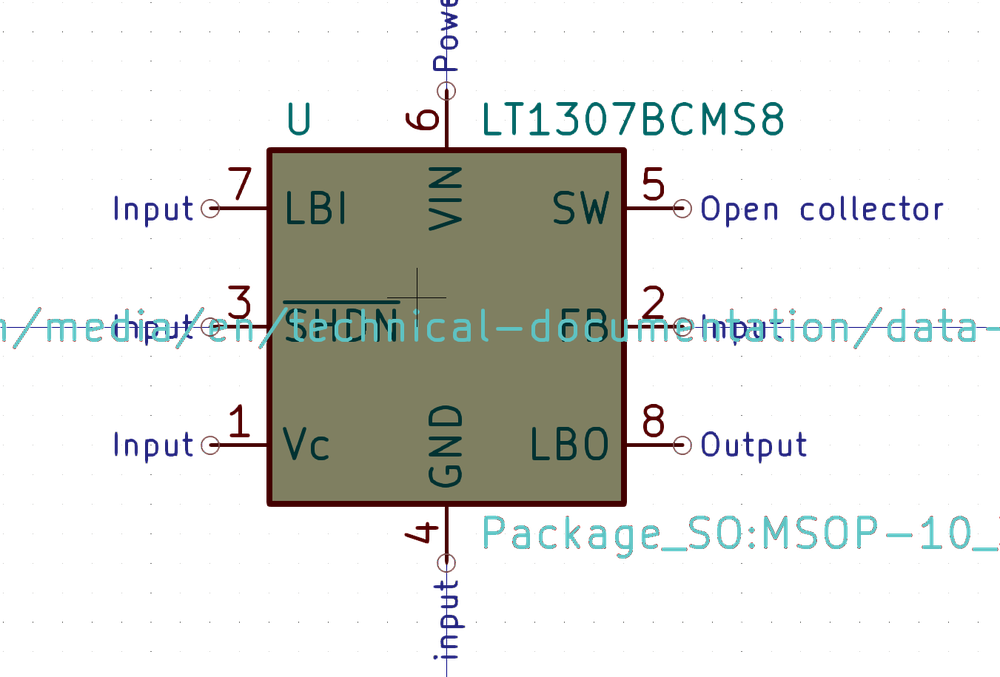 Powe
U
6
LT1307BCMS8
7
VIN
5
Input
LBI
SW
Open collector
3
2
Input
SHDN
FB
Input
/media/en/technical-documentation/data-
1
8
Input
Vc
GND
LBO
Output
4
Package_SO:MSOP-10_
input